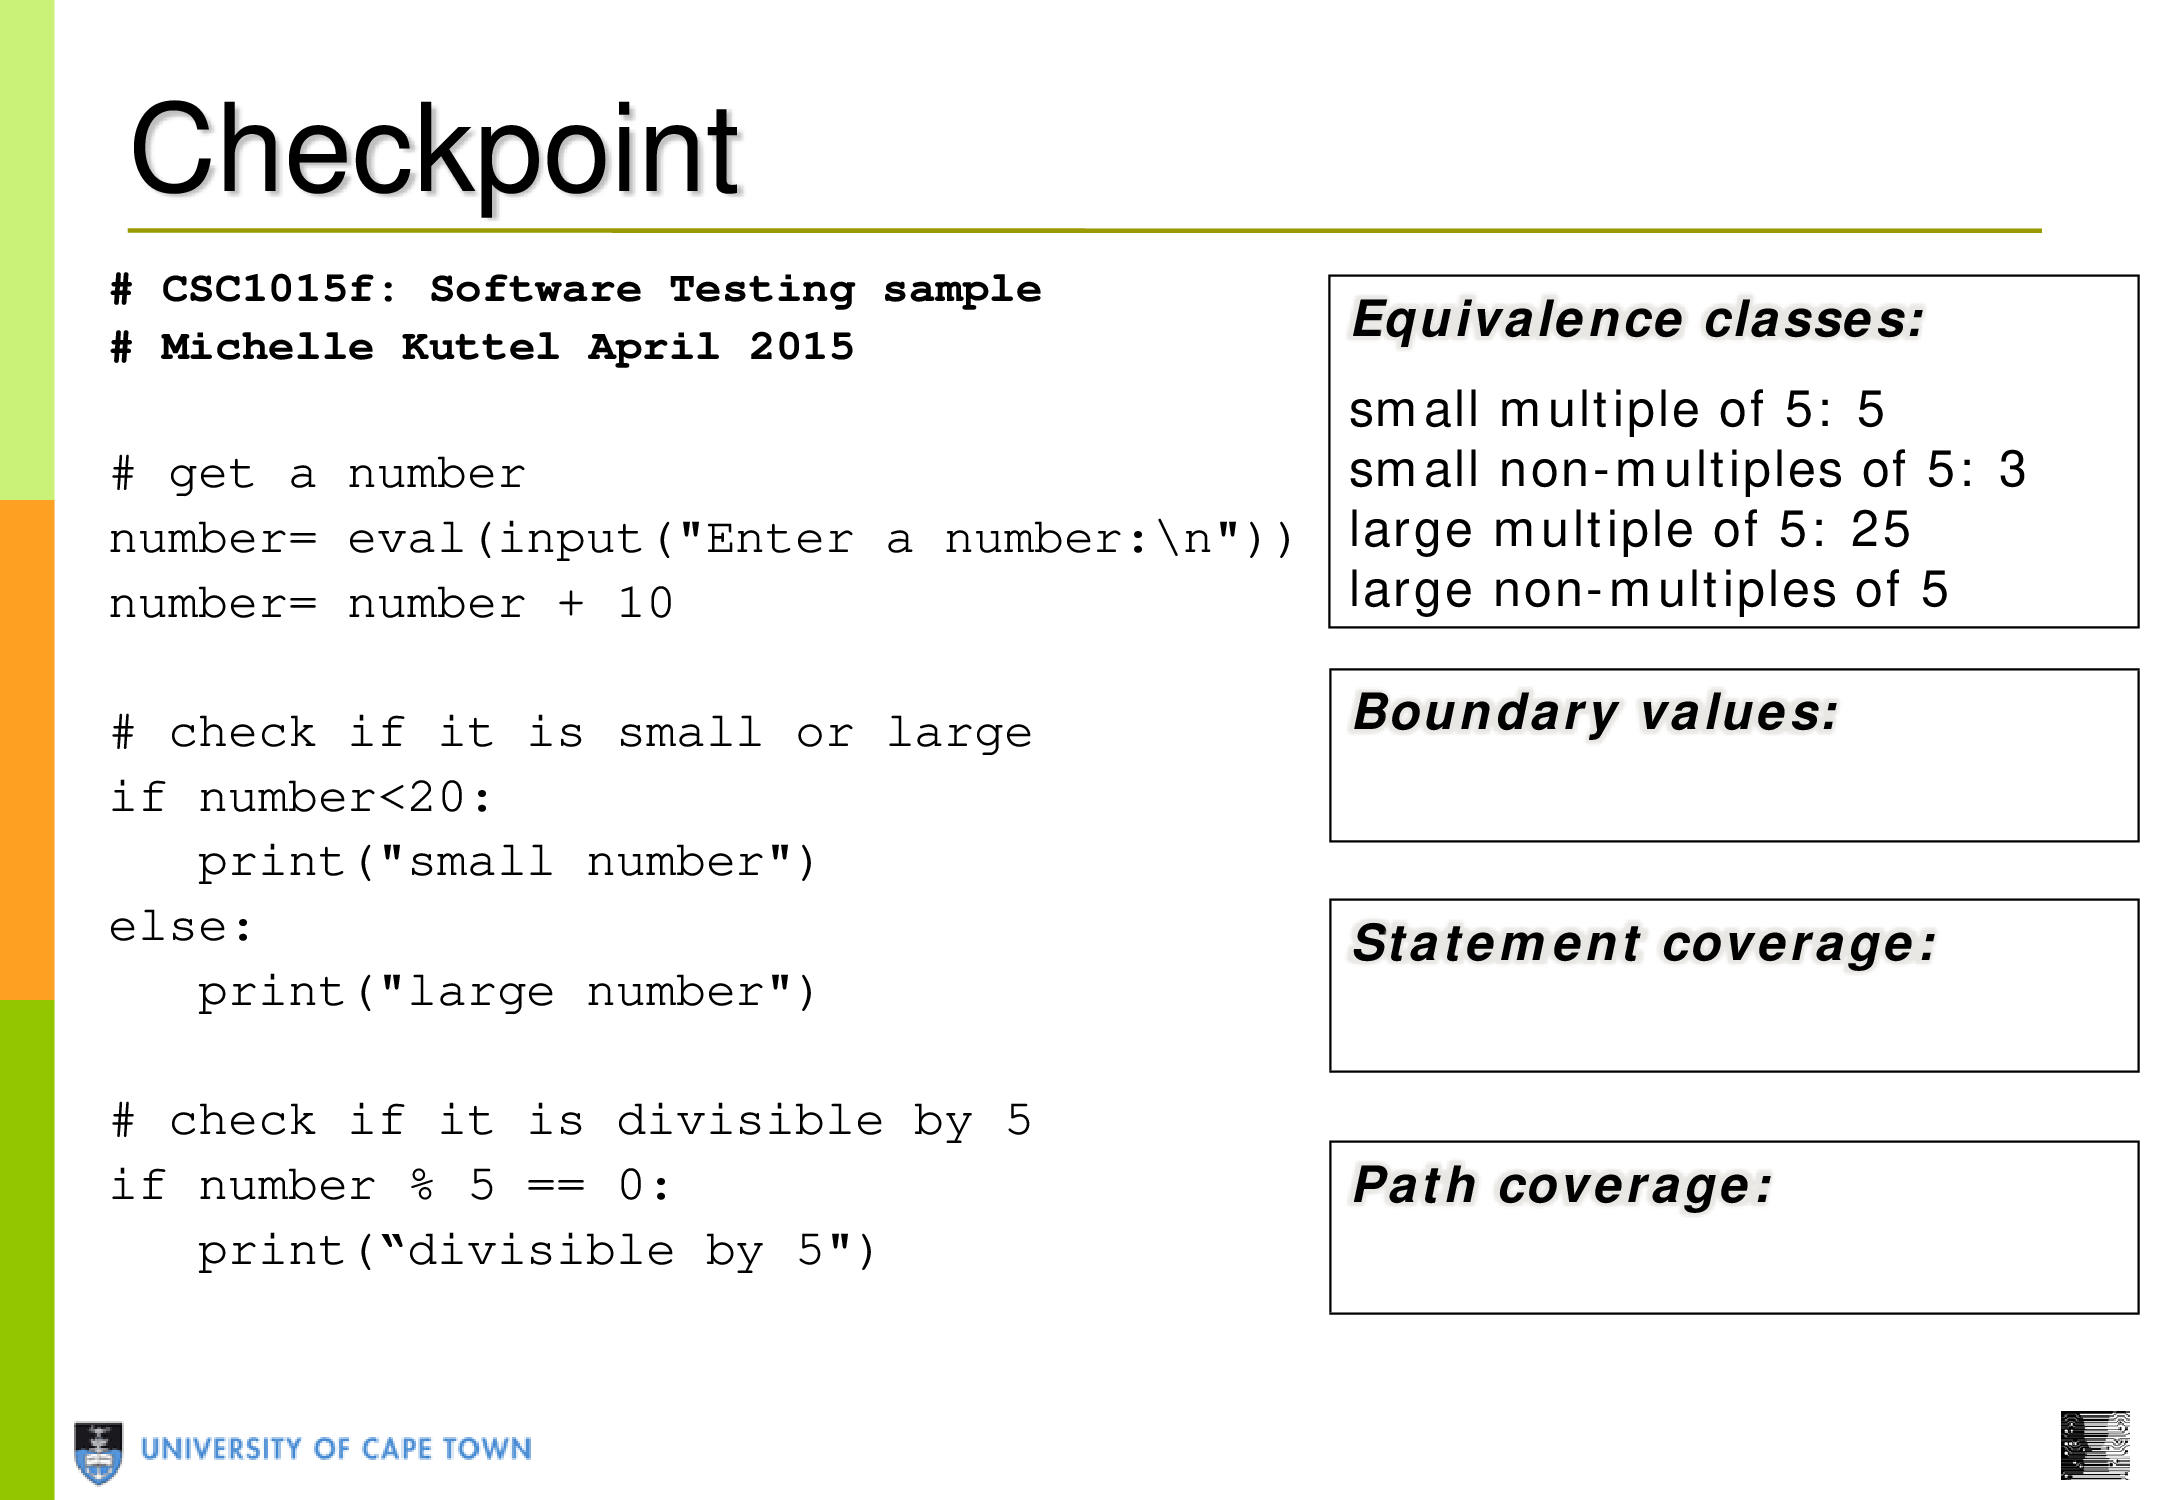 Checkpoint
# CSC1015f: Software Testing sample
# Michelle Kuttel April 2015
# get a number
number= eval(input("Enter a number:\n"))
number= number + 10
# check if it is small or large
if number<20:
   print("small number")
else:
   print("large number")
# check if it is divisible by 5
if number % 5 == 0:
   print(‟divisible by 5")
Equivalence classes:
small multiple of 5: 5
small non-multiples of 5: 3
large multiple of 5: 25
large non-multiples of 5
Boundary values:
Statement coverage:
Path coverage:
UNIVERSITY OF CAPE TOWN